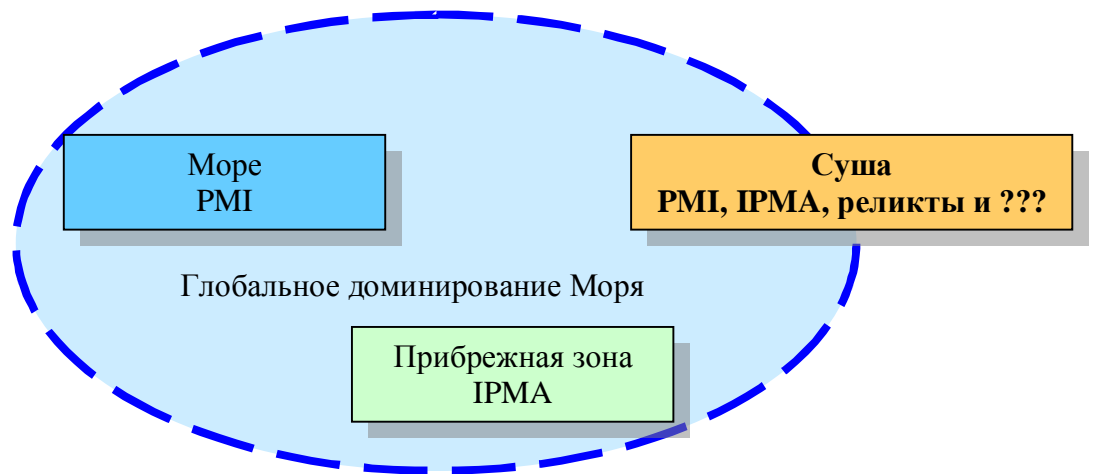 Море
PMI
Суша
PMI, IPMA, реликты и ???
Глобальное доминирование Моря
Прибрежная зона
IPMA